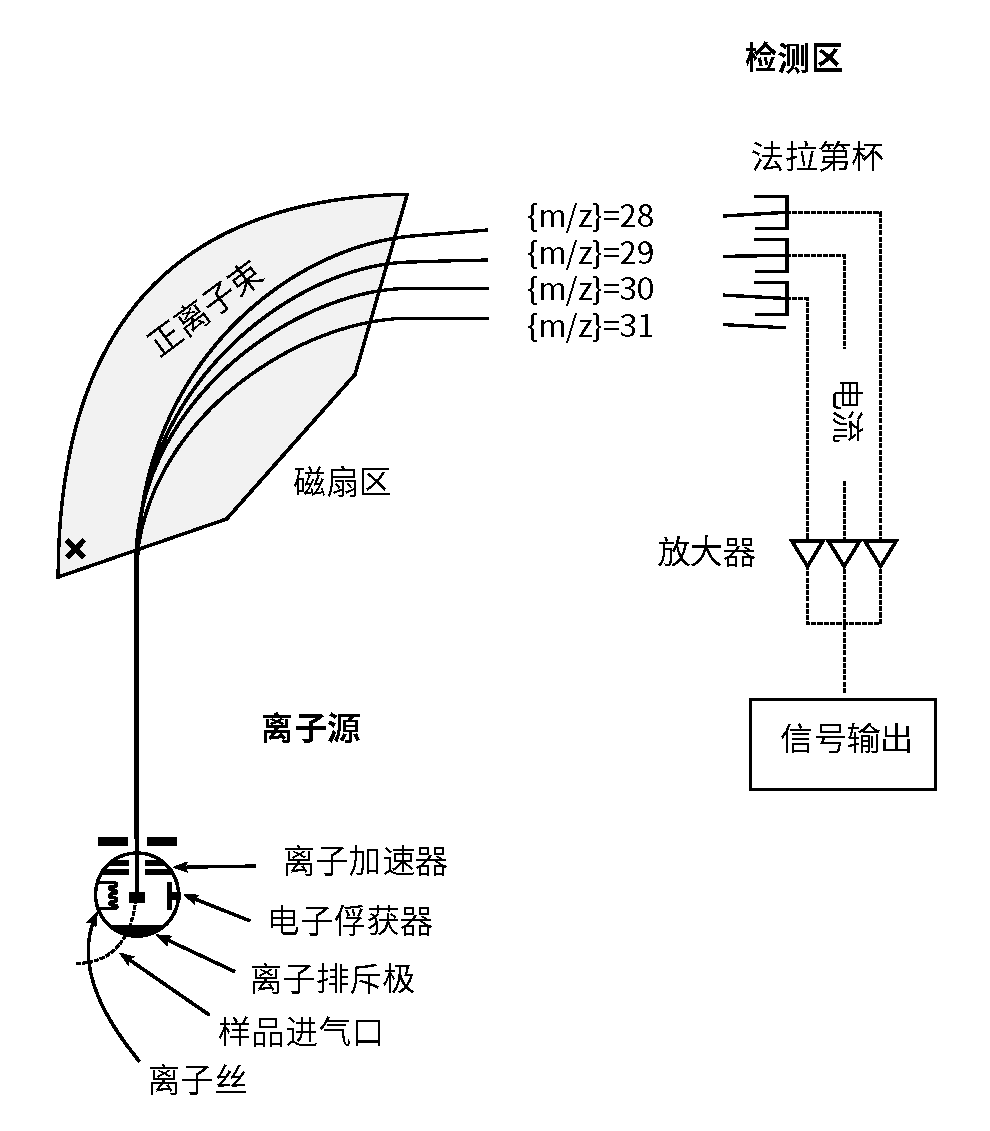 检测区
法拉第杯
{m/z}=28
{m/z}=29
{m/z}=30
{m/z}=31
正离子束
电流
磁扇区
放大器
离子源
信号输出
离子加速器
电子俘获器
离子排斥极
样品进气口
离子丝